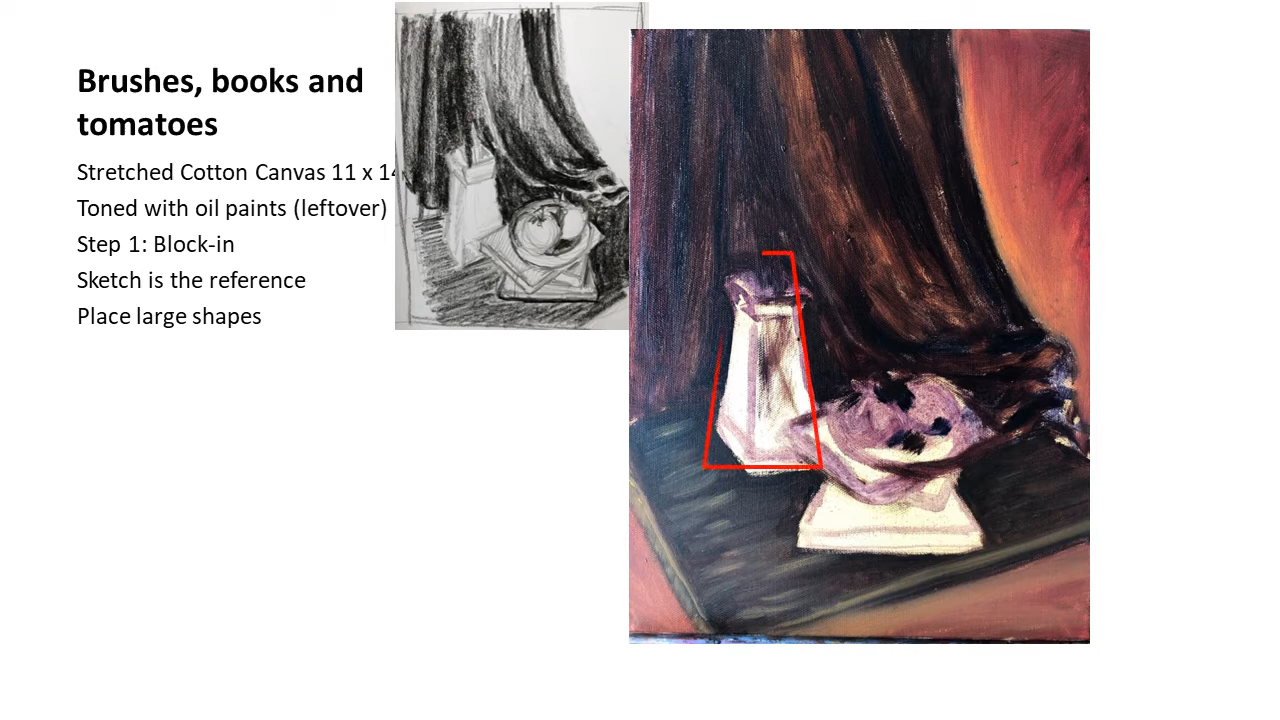 Brushes, books and
tomatoes
Stretched Cotton Canvas 11 x 14
Toned with oil paints (leftover)
Step 1: Block-in
Sketch is the reference
Place large shapes